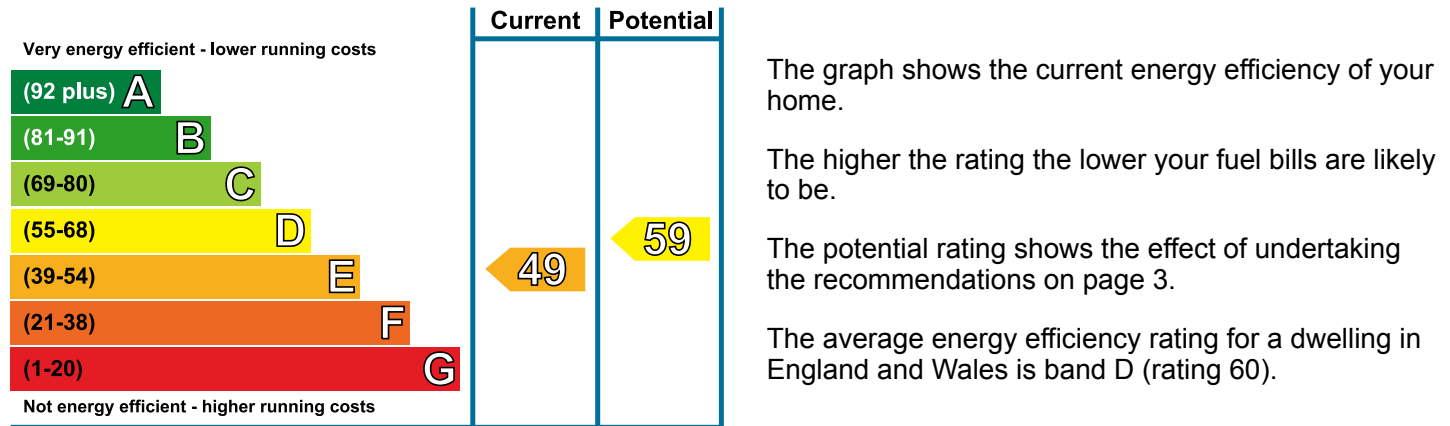 Current Potential
Very energy efficient - lower running costs
(92 plus) A
(81-91) B
(69-80) C
(55-68) D
(39-54) E
(21-38) F
(1-20) G
49
59
Not energy efficient - higher running costs
The graph shows the current energy efficiency of your
home.
The higher the rating the lower your fuel bills are likely
to be.
The potential rating shows the effect of undertaking
the recommendations on page 3.
The average energy efficiency rating for a dwelling in
England and Wales is band D (rating 60).